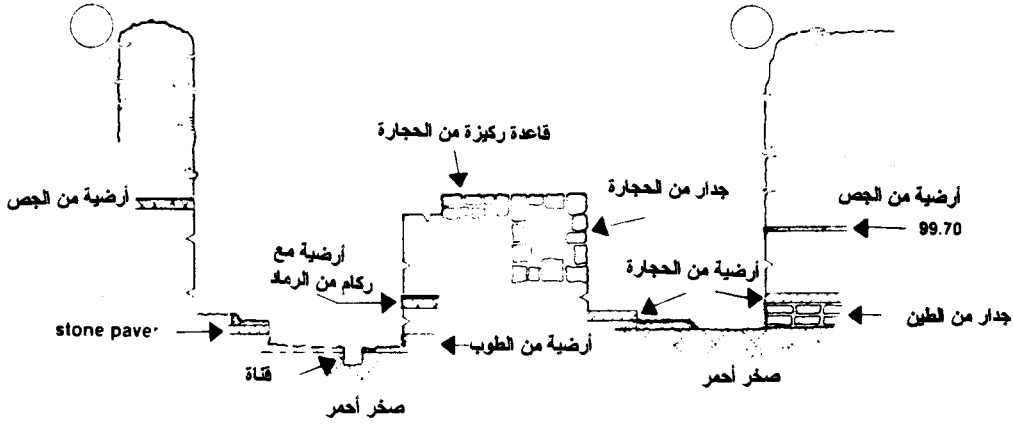 قاعدة ركيزة من الحجارة
جدار من الحجارة
أرضية من الجص
أرضية من الجص
99.70
أرضية مع
ركام من الرماد
أرضية من الحجارة
جدار من الطين
stone paver
أرضية من الطوب
قناة
صخر أحمر
صخر أحمر